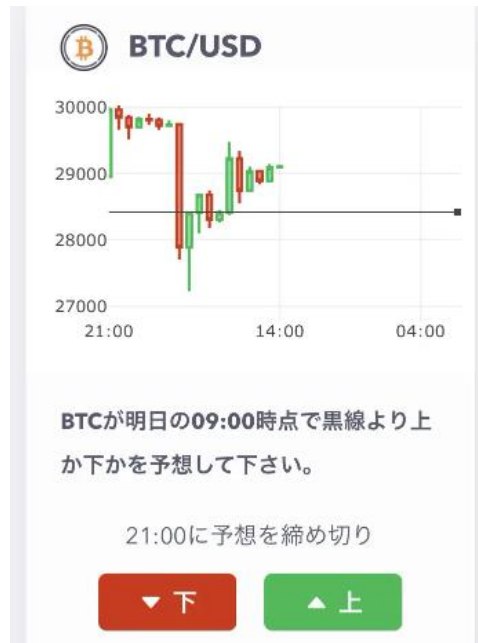 BTC/USD
30000
29000
28000
27000
21:00 14:00 04:00
BTCが明日の09:00時点で黒線より上
か下かを予想して下さい。
21:00に予想を締め切り
▼ 下 ▲ 上